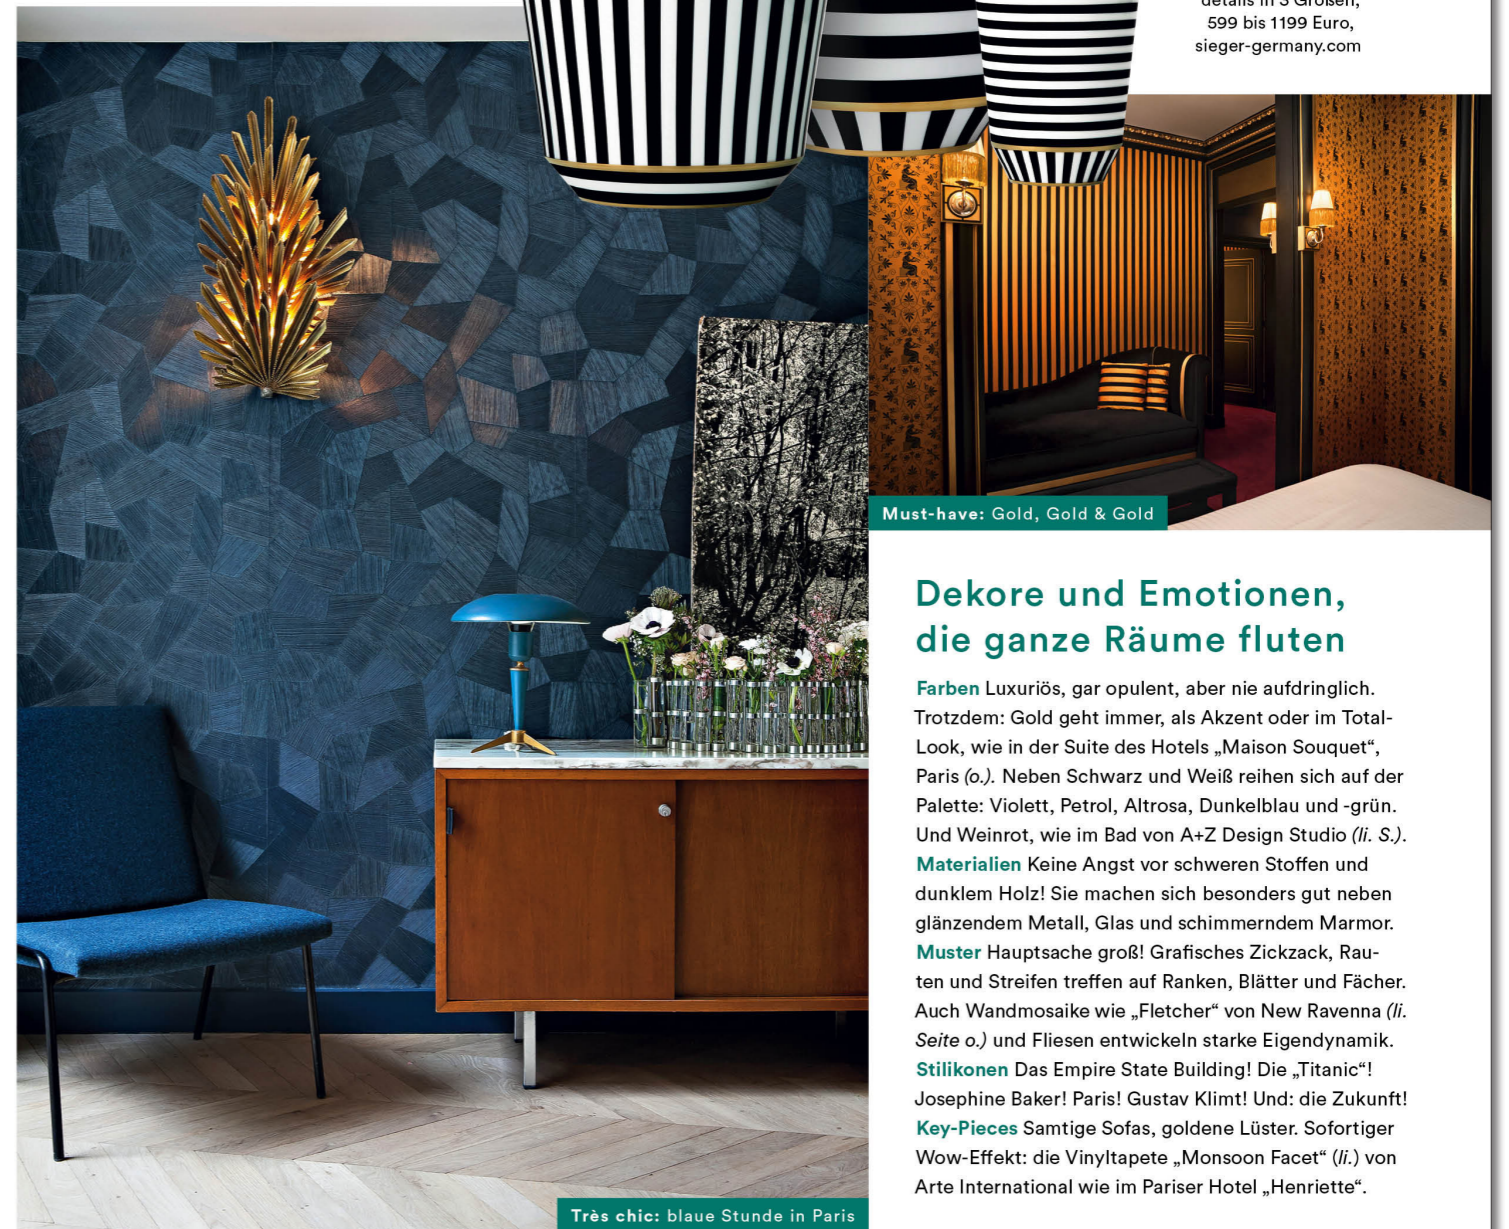 details in 3 Größen,
599 bis 1199 Euro,
sieger-germany.com
Must-have: Gold, Gold & Gold
Dekore und Emotionen,
die ganze Räume fluten
Farben Luxuriös, gar opulent, aber nie aufdringlich.
Trotzdem: Gold geht immer, als Akzent oder im Total-
Look, wie in der Suite des Hotels „Maison Souquet“,
Paris (o.). Neben Schwarz und Weiß reihen sich auf der
Palette: Violett, Petrol, Altrosa, Dunkelblau und -grün.
Und Weinrot, wie im Bad von A+Z Design Studio (li. S.).
Materialien Keine Angst vor schweren Stoffen und
dunklem Holz! Sie machen sich besonders gut neben
glänzendem Metall, Glas und schimmerndem Marmor.
Muster Hauptsache groß! Grafisches Zickzack, Rau-
ten und Streifen treffen auf Ranken, Blätter und Fächer.
Auch Wandmosaike wie „Fletcher“ von New Ravenna (li.
Seite o.) und Fliesen entwickeln starke Eigendynamik.
Stilikonen Das Empire State Building! Die „Titanic“!
Josephine Baker! Paris! Gustav Klimt! Und: die Zukunft!
Key-Pieces Samtige Sofas, goldene Lüster. Sofortiger
Wow-Effekt: die Vinyltapete „Monsoon Facet“ (li.) von
Arte International wie im Pariser Hotel „Henriette“.
Très chic: blaue Stunde in Paris